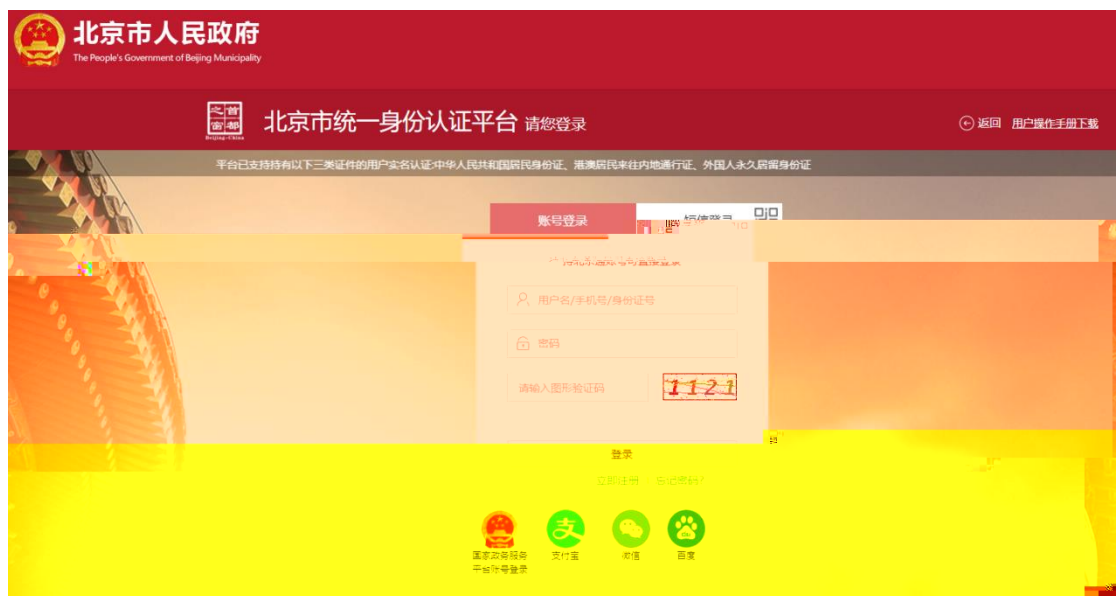 北京市人民政府
The People's Government of Beijing Municipality
首都之窗
Beijing-China
北京市统一身份认证平台 请您登录
返回 用户操作手册下载
平台已支持持有以下三类证件的用户实名认证:中华人民共和国居民身份证、港澳居民来往内地通行证、外国人永久居留身份证
账号登录 短信登录
用户名/手机号/身份证号
密码
请输入图形验证码 1121
登录
立即注册 忘记密码?
国家政务服务 支付宝 微信 百度
平台账号登录